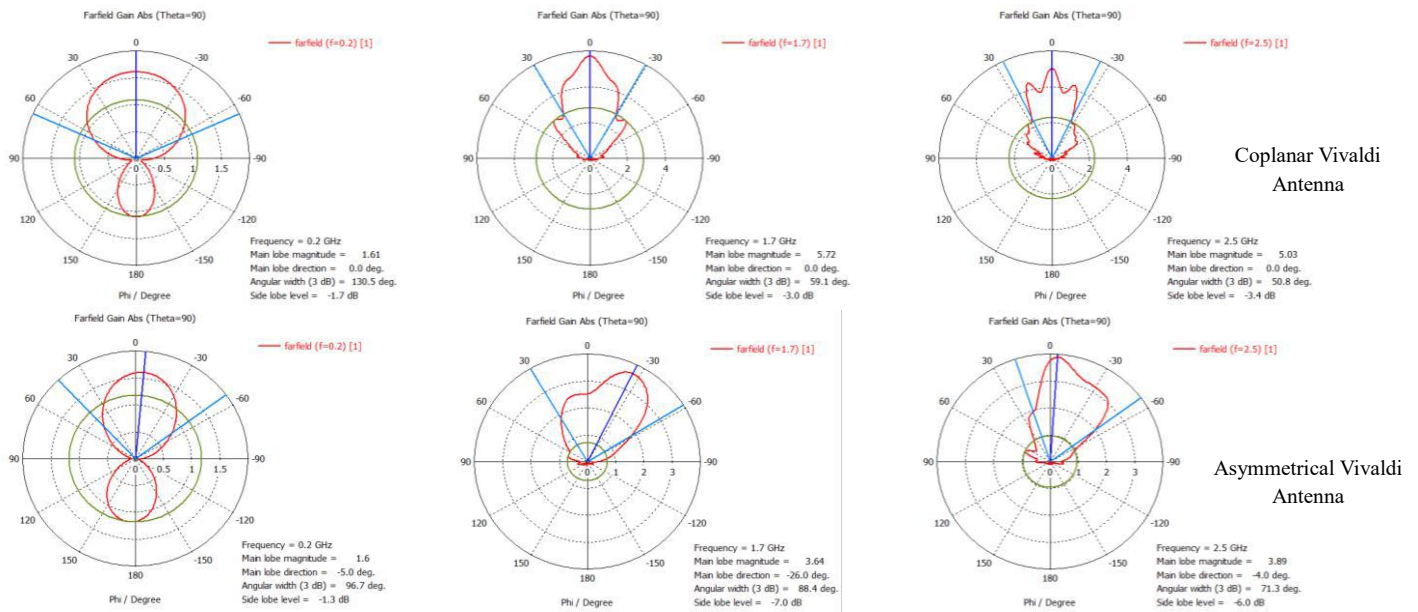 Farfield Gain Abs (Theta=90)
farfield (f=0.2) [1]
0
30
-30
60
-60
90
-90
0
0.5
1
1.5
120
-120
150
-150
180
Frequency = 0.2 GHz
Main lobe magnitude = 1.61
Main lobe direction = 0.0 deg.
Angular width (3 dB) = 130.5 deg.
Side lobe level = -1.7 dB
Phi / Degree
Farfield Gain Abs (Theta=90)
farfield (f=1.7) [1]
0
30
-30
60
-60
90
-90
0
2
4
120
-120
150
-150
180
Frequency = 1.7 GHz
Main lobe magnitude = 5.72
Main lobe direction = 0.0 deg.
Angular width (3 dB) = 59.1 deg.
Side lobe level = -3.0 dB
Phi / Degree
Farfield Gain Abs (Theta=90)
farfield (f=2.5) [1]
0
30
-30
60
-60
90
-90
0
2
4
120
-120
150
-150
180
Frequency = 2.5 GHz
Main lobe magnitude = 5.03
Main lobe direction = 0.0 deg.
Angular width (3 dB) = 50.8 deg.
Side lobe level = -3.4 dB
Phi / Degree
Coplanar Vivaldi
Antenna
Farfield Gain Abs (Theta=90)
farfield (f=0.2) [1]
0
30
-30
60
-60
90
-90
0
0.5
1
1.5
120
-120
150
-150
180
Frequency = 0.2 GHz
Main lobe magnitude = 1.6
Main lobe direction = -5.0 deg.
Angular width (3 dB) = 96.7 deg.
Side lobe level = -1.3 dB
Phi / Degree
Farfield Gain Abs (Theta=90)
farfield (f=1.7) [1]
0
30
-30
60
-60
90
-90
0
1
2
3
120
-120
150
-150
180
Frequency = 1.7 GHz
Main lobe magnitude = 3.64
Main lobe direction = -26.0 deg.
Angular width (3 dB) = 88.4 deg.
Side lobe level = -7.0 dB
Phi / Degree
Farfield Gain Abs (Theta=90)
farfield (f=2.5) [1]
0
30
-30
60
-60
90
-90
0
1
2
3
120
-120
150
-150
180
Frequency = 2.5 GHz
Main lobe magnitude = 3.89
Main lobe direction = -4.0 deg.
Angular width (3 dB) = 71.3 deg.
Side lobe level = -6.0 dB
Phi / Degree
Asymmetrical Vivaldi
Antenna